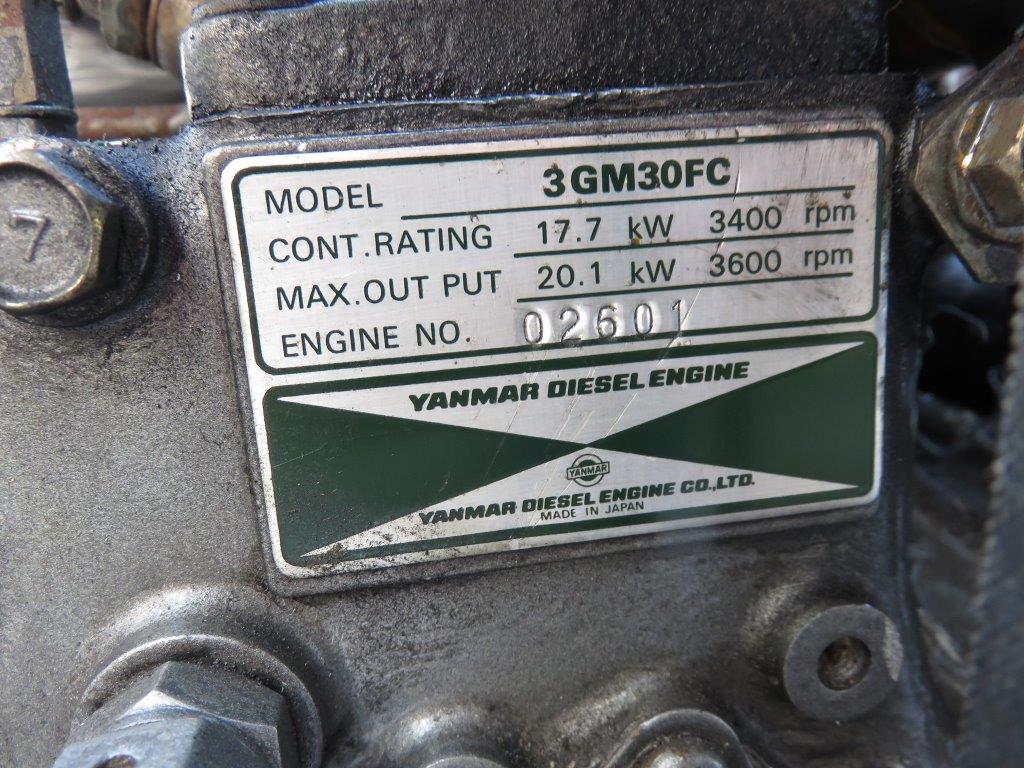 7
MODEL 3GM30FC
CONT.RATING 17.7 kW 3400 rpm
MAX.OUT PUT 20.1 kW 3600 rpm
ENGINE NO. 02601
YANMAR DIESEL ENGINE
YANMAR
YANMAR DIESEL ENGINE CO.,LTD.
MADE IN JAPAN